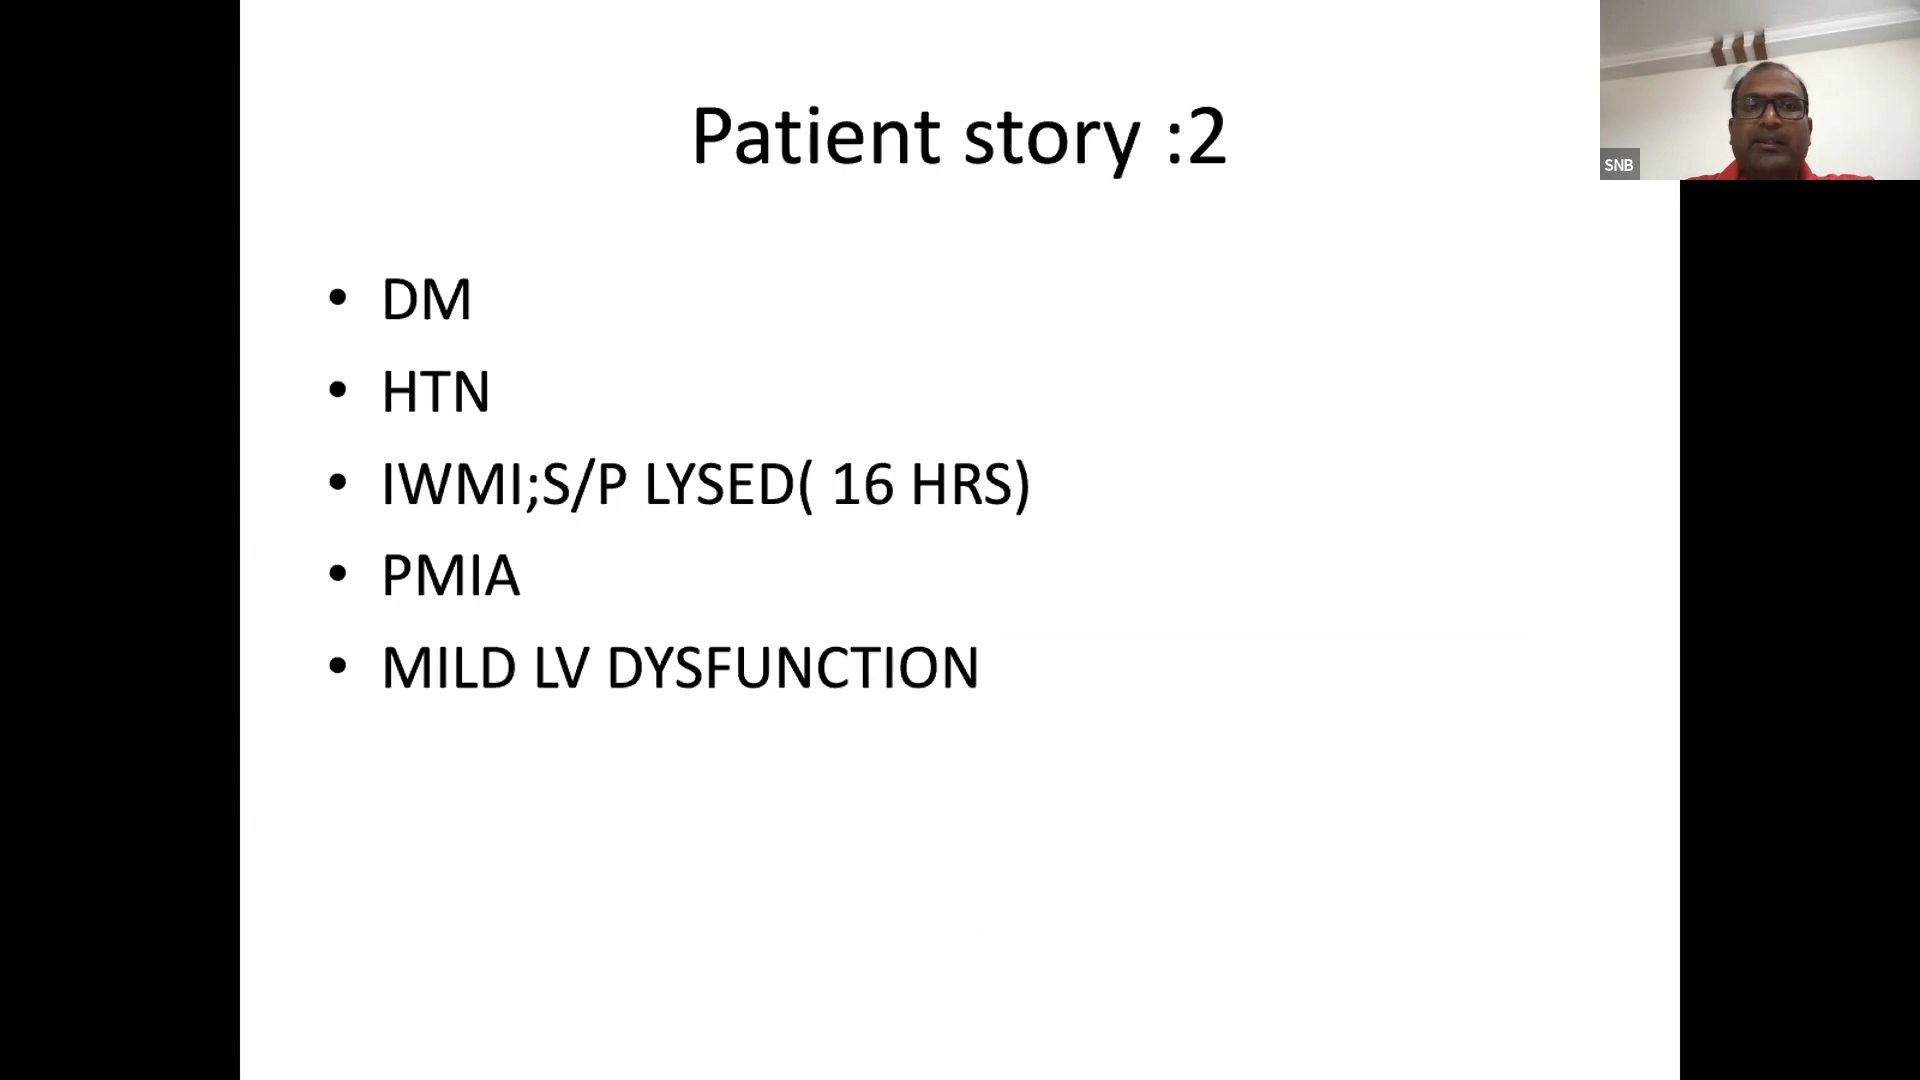 Patient story :2
SNB
• DM
• HTN
• IWMI;S/P LYSED( 16 HRS)
• PMIA
• MILD LV DYSFUNCTION